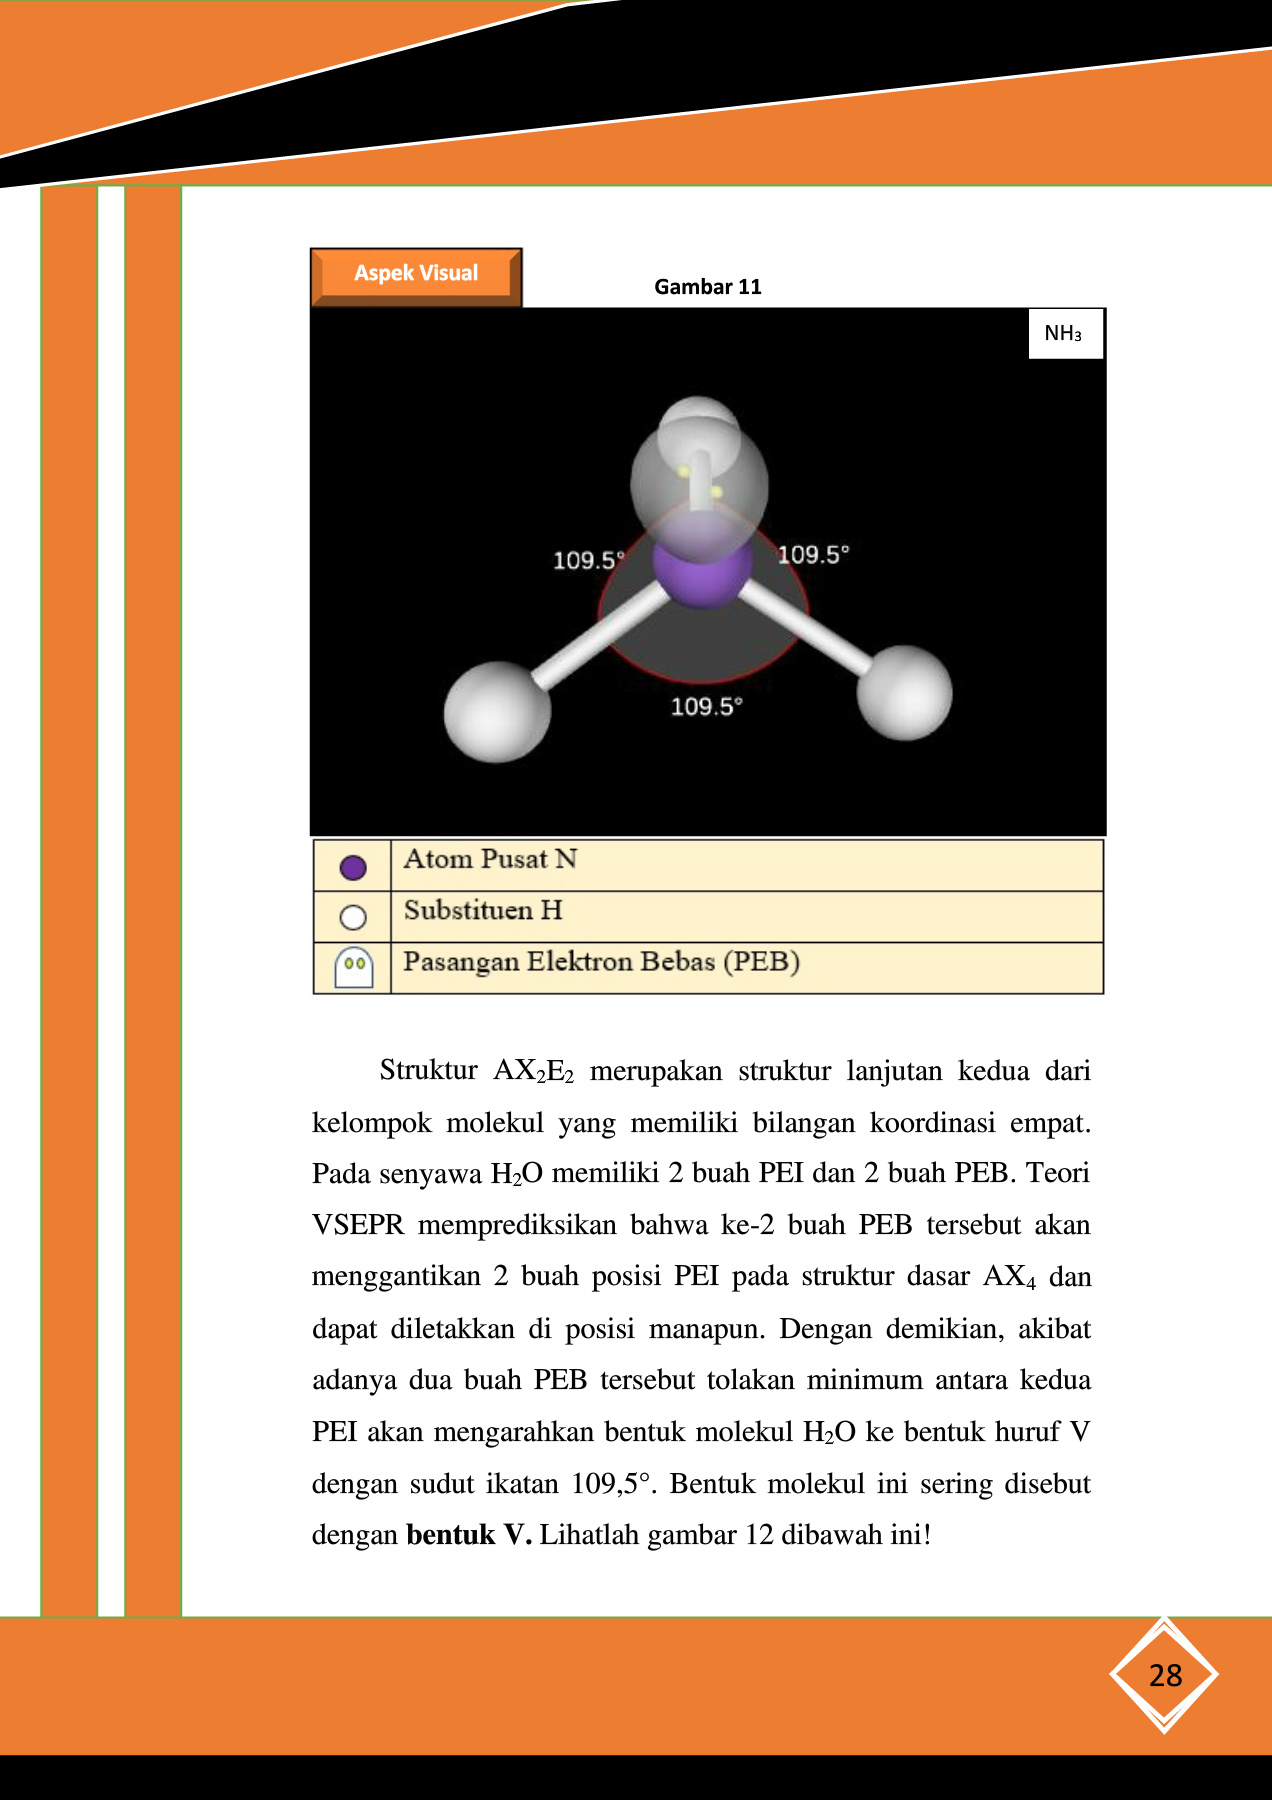 Aspek Visual
Gambar 11
NH₃
109.5°
109.5°
109.5°
Atom Pusat N
Substituen H
Pasangan Elektron Bebas (PEB)
Struktur AX₂E₂ merupakan struktur lanjutan kedua dari
kelompok molekul yang memiliki bilangan koordinasi empat.
Pada senyawa H₂O memiliki 2 buah PEI dan 2 buah PEB. Teori
VSEPR memprediksikan bahwa ke-2 buah PEB tersebut akan
menggantikan 2 buah posisi PEI pada struktur dasar AX₄ dan
dapat diletakkan di posisi manapun. Dengan demikian, akibat
adanya dua buah PEB tersebut tolakan minimum antara kedua
PEI akan mengarahkan bentuk molekul H₂O ke bentuk huruf V
dengan sudut ikatan 109,5°. Bentuk molekul ini sering disebut
dengan bentuk V. Lihatlah gambar 12 dibawah ini!
28